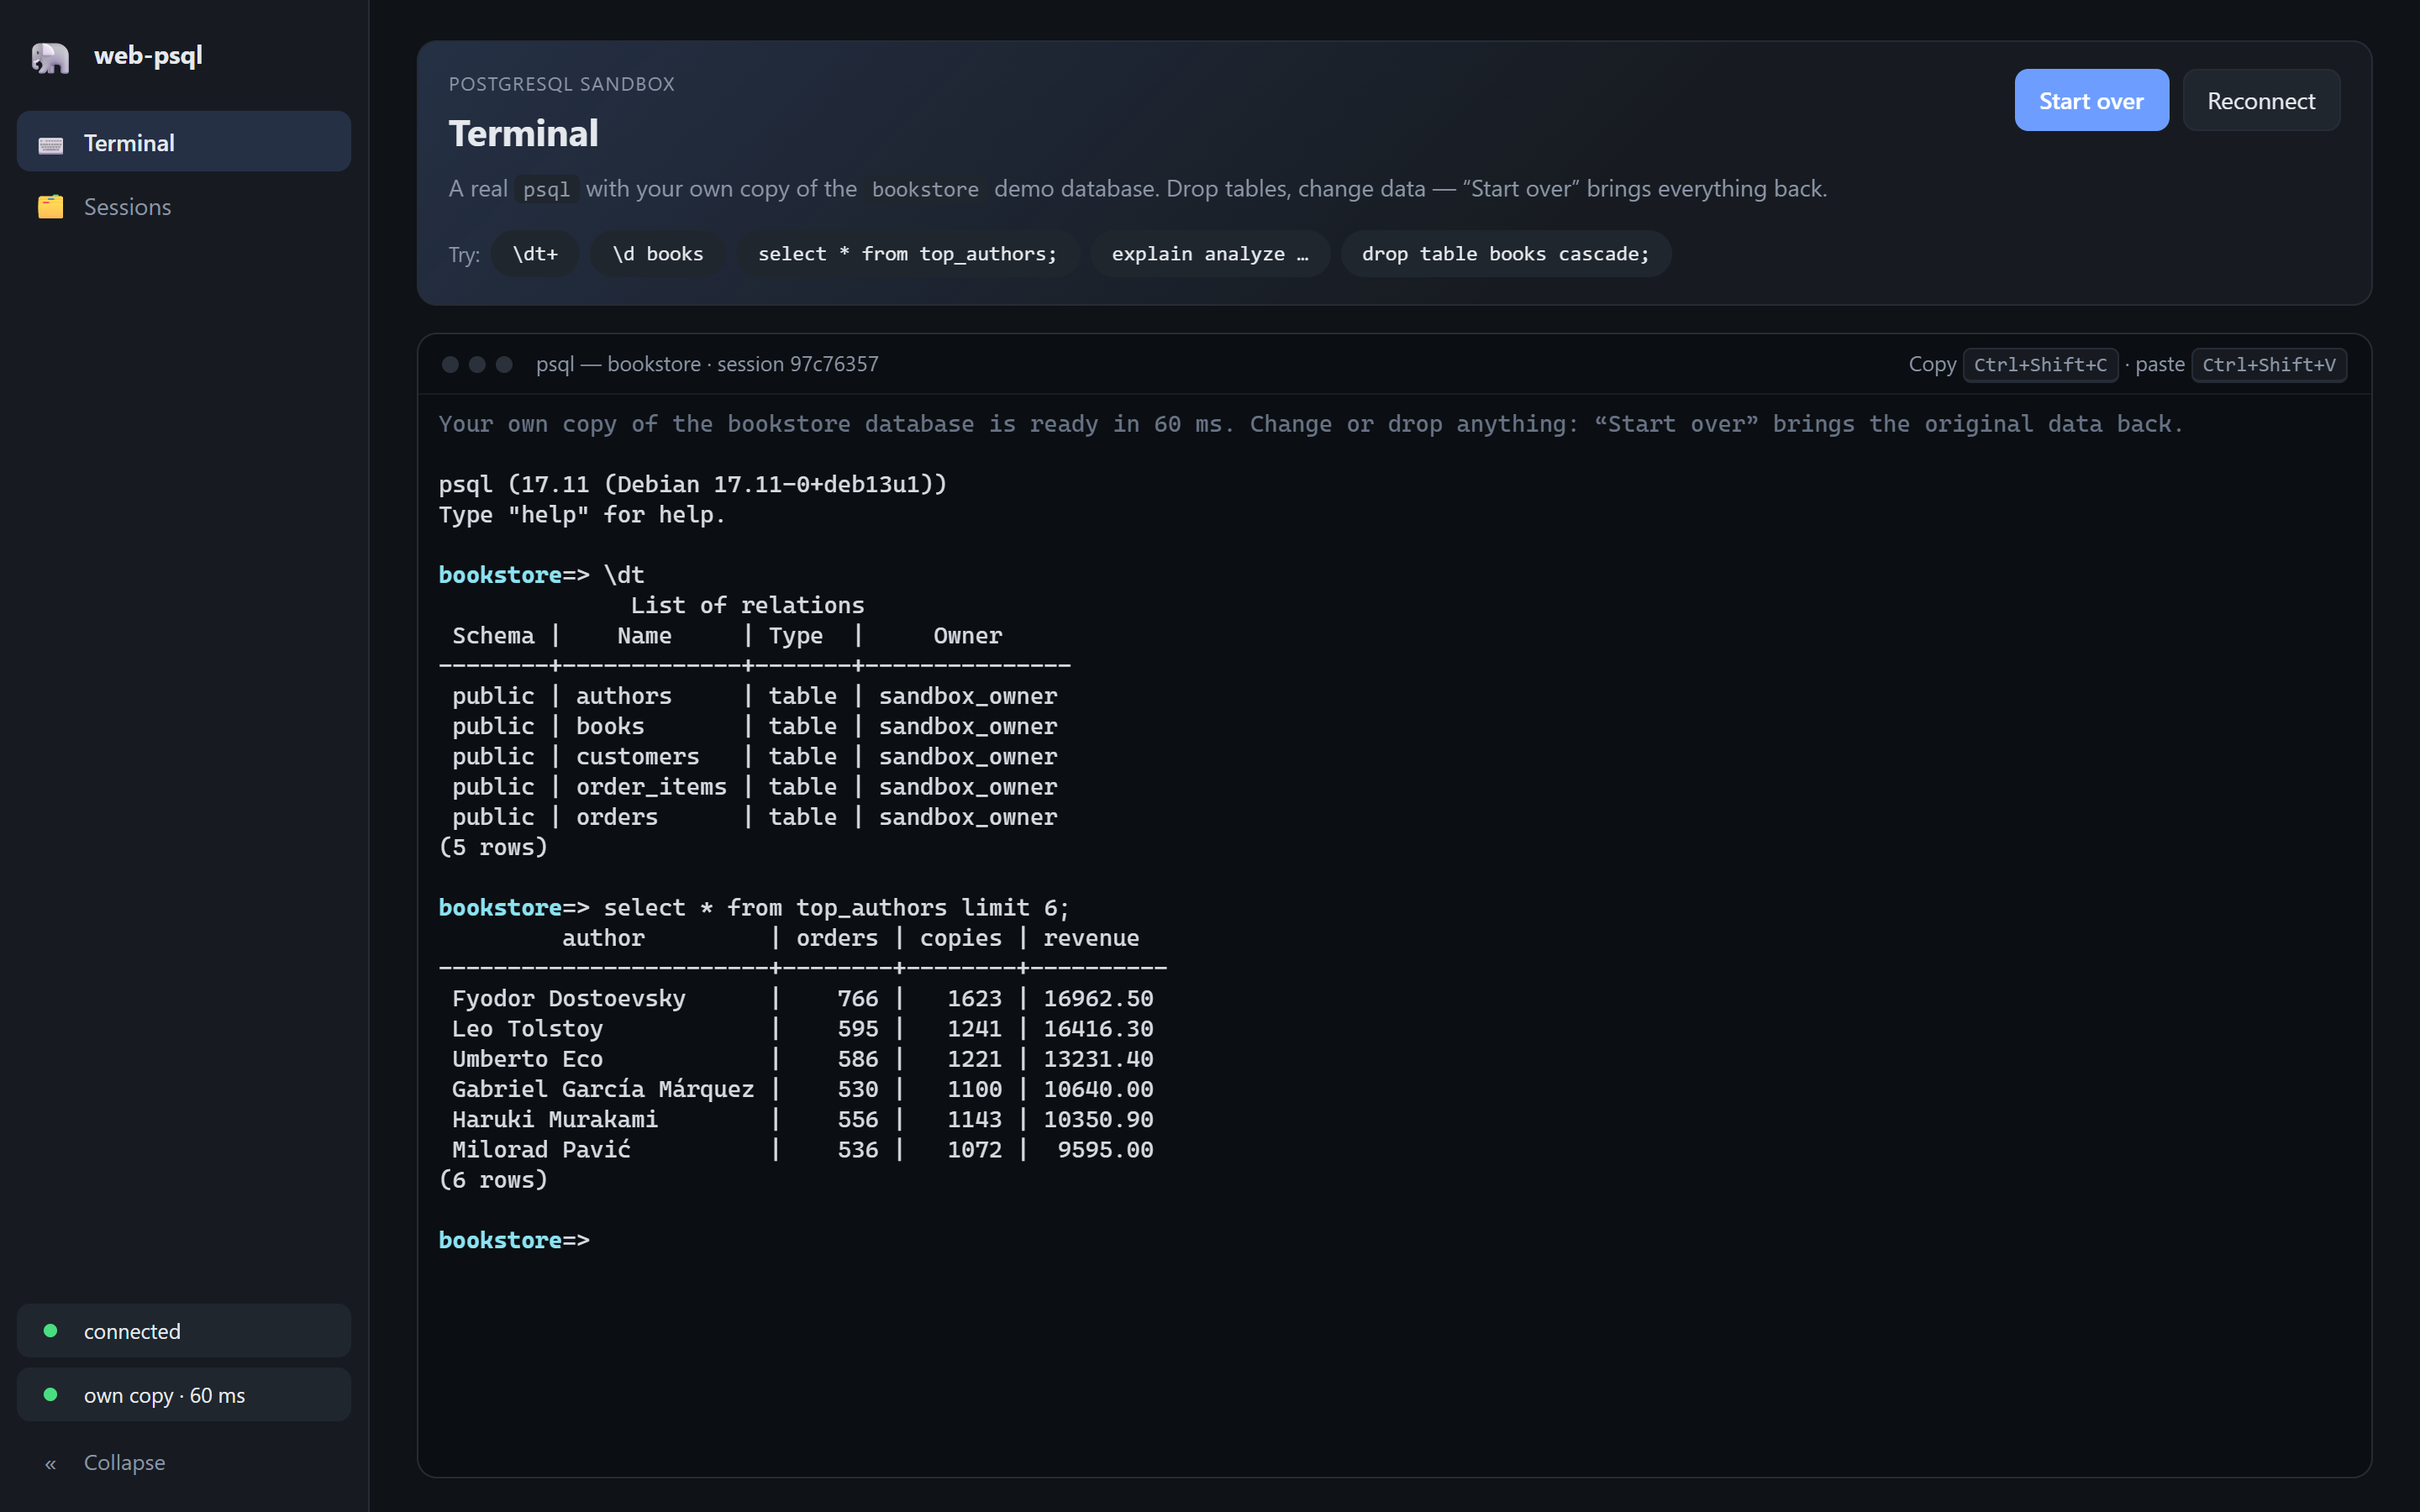 web-psql
Terminal
Sessions
POSTGRESQL SANDBOX
Terminal
Start over
Reconnect
A real psql with your own copy of the bookstore demo database. Drop tables, change data — “Start over” brings everything back.
Try: \dt+ \d books select * from top_authors; explain analyze … drop table books cascade;
psql — bookstore · session 97c76357
Copy Ctrl+Shift+C · paste Ctrl+Shift+V
Your own copy of the bookstore database is ready in 60 ms. Change or drop anything: “Start over” brings the original data back.
psql (17.11 (Debian 17.11-0+deb13u1))
Type "help" for help.
bookstore=> \dt
              List of relations
 Schema |    Name     | Type  |     Owner
--------+-------------+-------+---------------
 public | authors     | table | sandbox_owner
 public | books       | table | sandbox_owner
 public | customers   | table | sandbox_owner
 public | order_items | table | sandbox_owner
 public | orders      | table | sandbox_owner
(5 rows)
bookstore=> select * from top_authors limit 6;
         author         | orders | copies | revenue
------------------------+--------+--------+----------
 Fyodor Dostoevsky      |    766 |   1623 | 16962.50
 Leo Tolstoy            |    595 |   1241 | 16416.30
 Umberto Eco            |    586 |   1221 | 13231.40
 Gabriel García Márquez |    530 |   1100 | 10640.00
 Haruki Murakami        |    556 |   1143 | 10350.90
 Milorad Pavić          |    536 |   1072 |  9595.00
(6 rows)
bookstore=>
connected
own copy · 60 ms
« Collapse